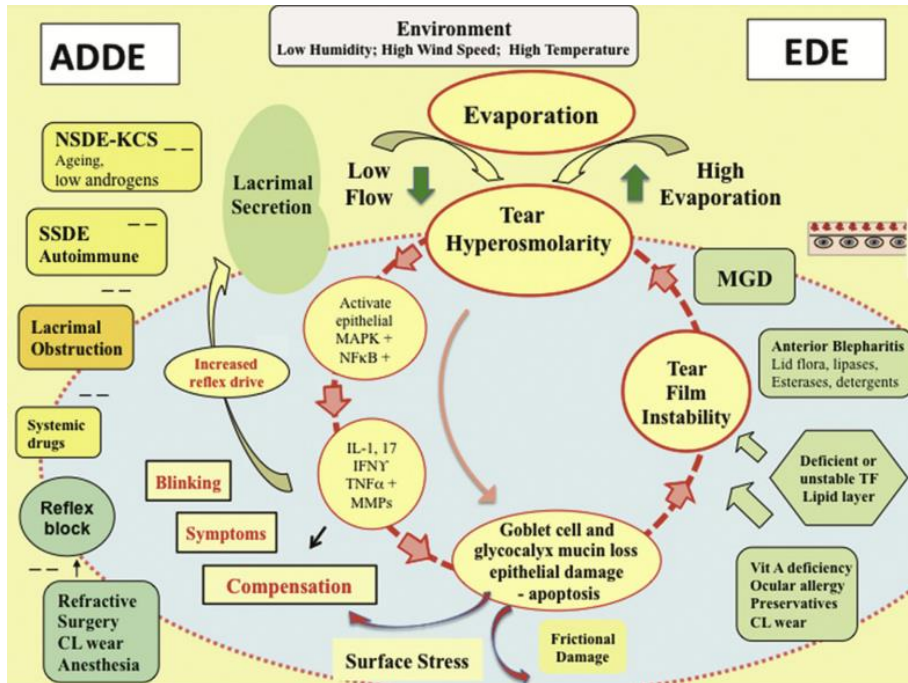 Environment
Low Humidity; High Wind Speed; High Temperature
ADDE
EDE
Evaporation
NSDE-KCS
Ageing,
low androgens
Lacrimal
Secretion
Low
Flow
High
Evaporation
Tear
Hyperosmolarity
SSDE
Autoimmune
MGD
Activate
epithelial
MAPK +
NFκB +
Lacrimal
Obstruction
Increased
reflex drive
Tear
Film
Instability
Anterior Blepharitis
Lid flora, lipases,
Esterases, detergents
Systemic
drugs
IL-1, 17
IFNϒ
TNFα +
MMPs
Blinking
Deficient or
unstable TF
Lipid layer
Reflex
block
Symptoms
Goblet cell and
glycocalyx mucin loss
epithelial damage
- apoptosis
Compensation
Vit A deficiency
Ocular allergy
Preservatives
CL wear
Refractive
Surgery
CL wear
Anesthesia
Surface Stress
Frictional
Damage